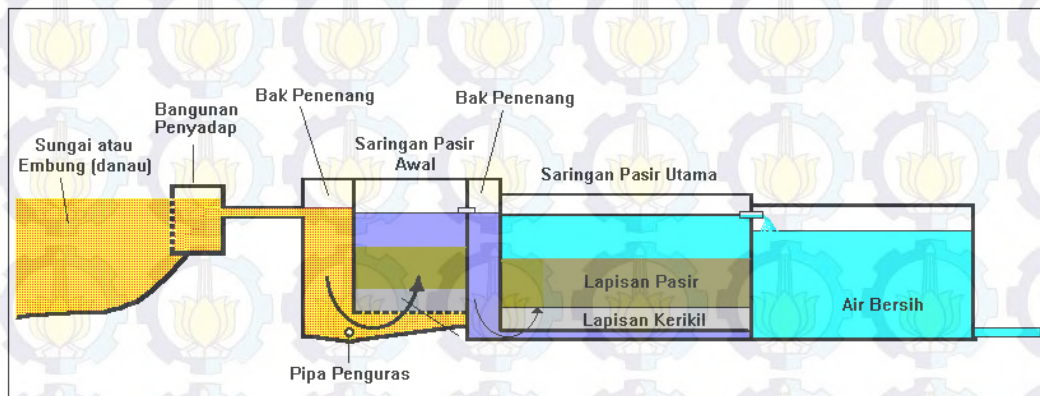 Sungai atau
Embung (danau)
Bangunan
Penyadap
Bak Penenang
Saringan Pasir
Awal
Bak Penenang
Saringan Pasir Utama
Lapisan Pasir
Lapisan Kerikil
Air Bersih
Pipa Penguras